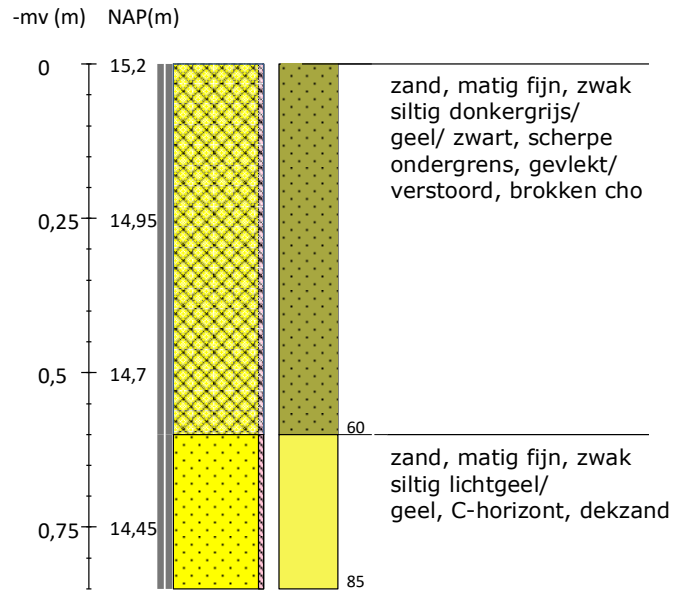 -mv (m) NAP(m)
0 15,2
zand, matig fijn, zwak
siltig donkergrijs/
geel/ zwart, scherpe
ondergrens, gevlekt/
verstoord, brokken cho
0,25 14,95
0,5 14,7
60
zand, matig fijn, zwak
siltig lichtgeel/
geel, C-horizont, dekzand
0,75 14,45
85